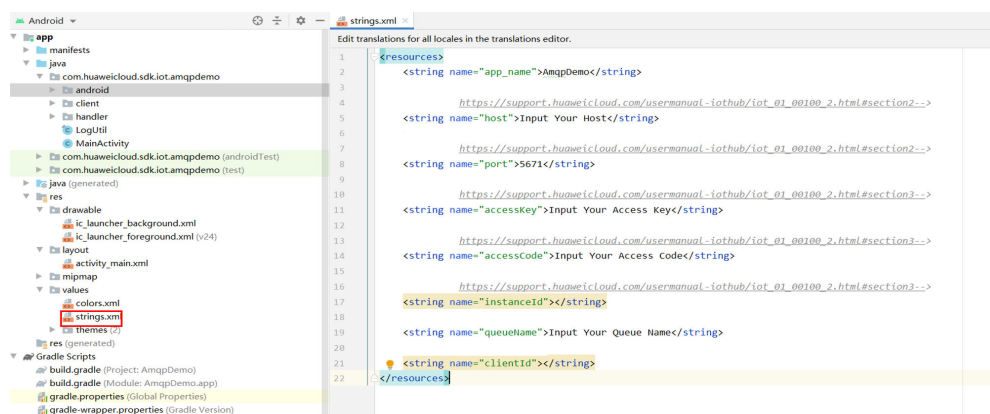 Android
app
manifests
java
com.huaweicloud.sdk.iot.amqpdemo
android
client
handler
LogUtil
MainActivity
com.huaweicloud.sdk.iot.amqpdemo (androidTest)
com.huaweicloud.sdk.iot.amqpdemo (test)
java (generated)
res
drawable
ic_launcher_background.xml
ic_launcher_foreground.xml (v24)
layout
activity_main.xml
mipmap
values
colors.xml
strings.xml
themes (2)
res (generated)
Gradle Scripts
build.gradle (Project: AmqpDemo)
build.gradle (Module: AmqpDemo.app)
gradle.properties (Global Properties)
gradle-wrapper.properties (Gradle Version)
strings.xml
Edit translations for all locales in the translations editor.
1 <resources>
2 <string name="app_name">AmqpDemo</string>
3
4 https://support.huaweicloud.com/usermanual-iothub/iot_01_00100_2.html#section2-->
5 <string name="host">Input Your Host</string>
6
7 https://support.huaweicloud.com/usermanual-iothub/iot_01_00100_2.html#section2-->
8 <string name="port">5671</string>
9
10 https://support.huaweicloud.com/usermanual-iothub/iot_01_00100_2.html#section3-->
11 <string name="accessKey">Input Your Access Key</string>
12
13 https://support.huaweicloud.com/usermanual-iothub/iot_01_00100_2.html#section3-->
14 <string name="accessCode">Input Your Access Code</string>
15
16 https://support.huaweicloud.com/usermanual-iothub/iot_01_00100_2.html#section3-->
17 <string name="instanceId"></string>
18
19 <string name="queueName">Input Your Queue Name</string>
20
21 <string name="clientId"></string>
22 </resources>